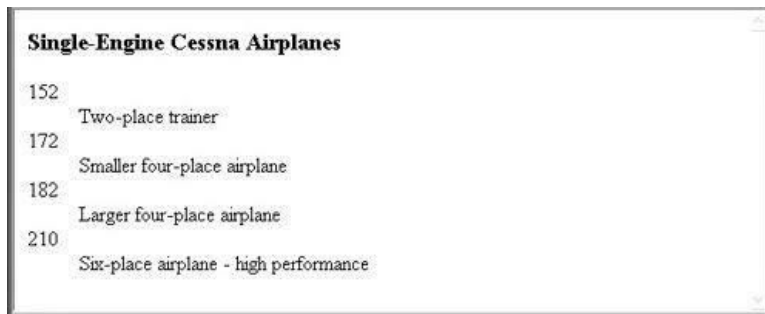 Single-Engine Cessna Airplanes
152
Two-place trainer
172
Smaller four-place airplane
182
Larger four-place airplane
210
Six-place airplane - high performance